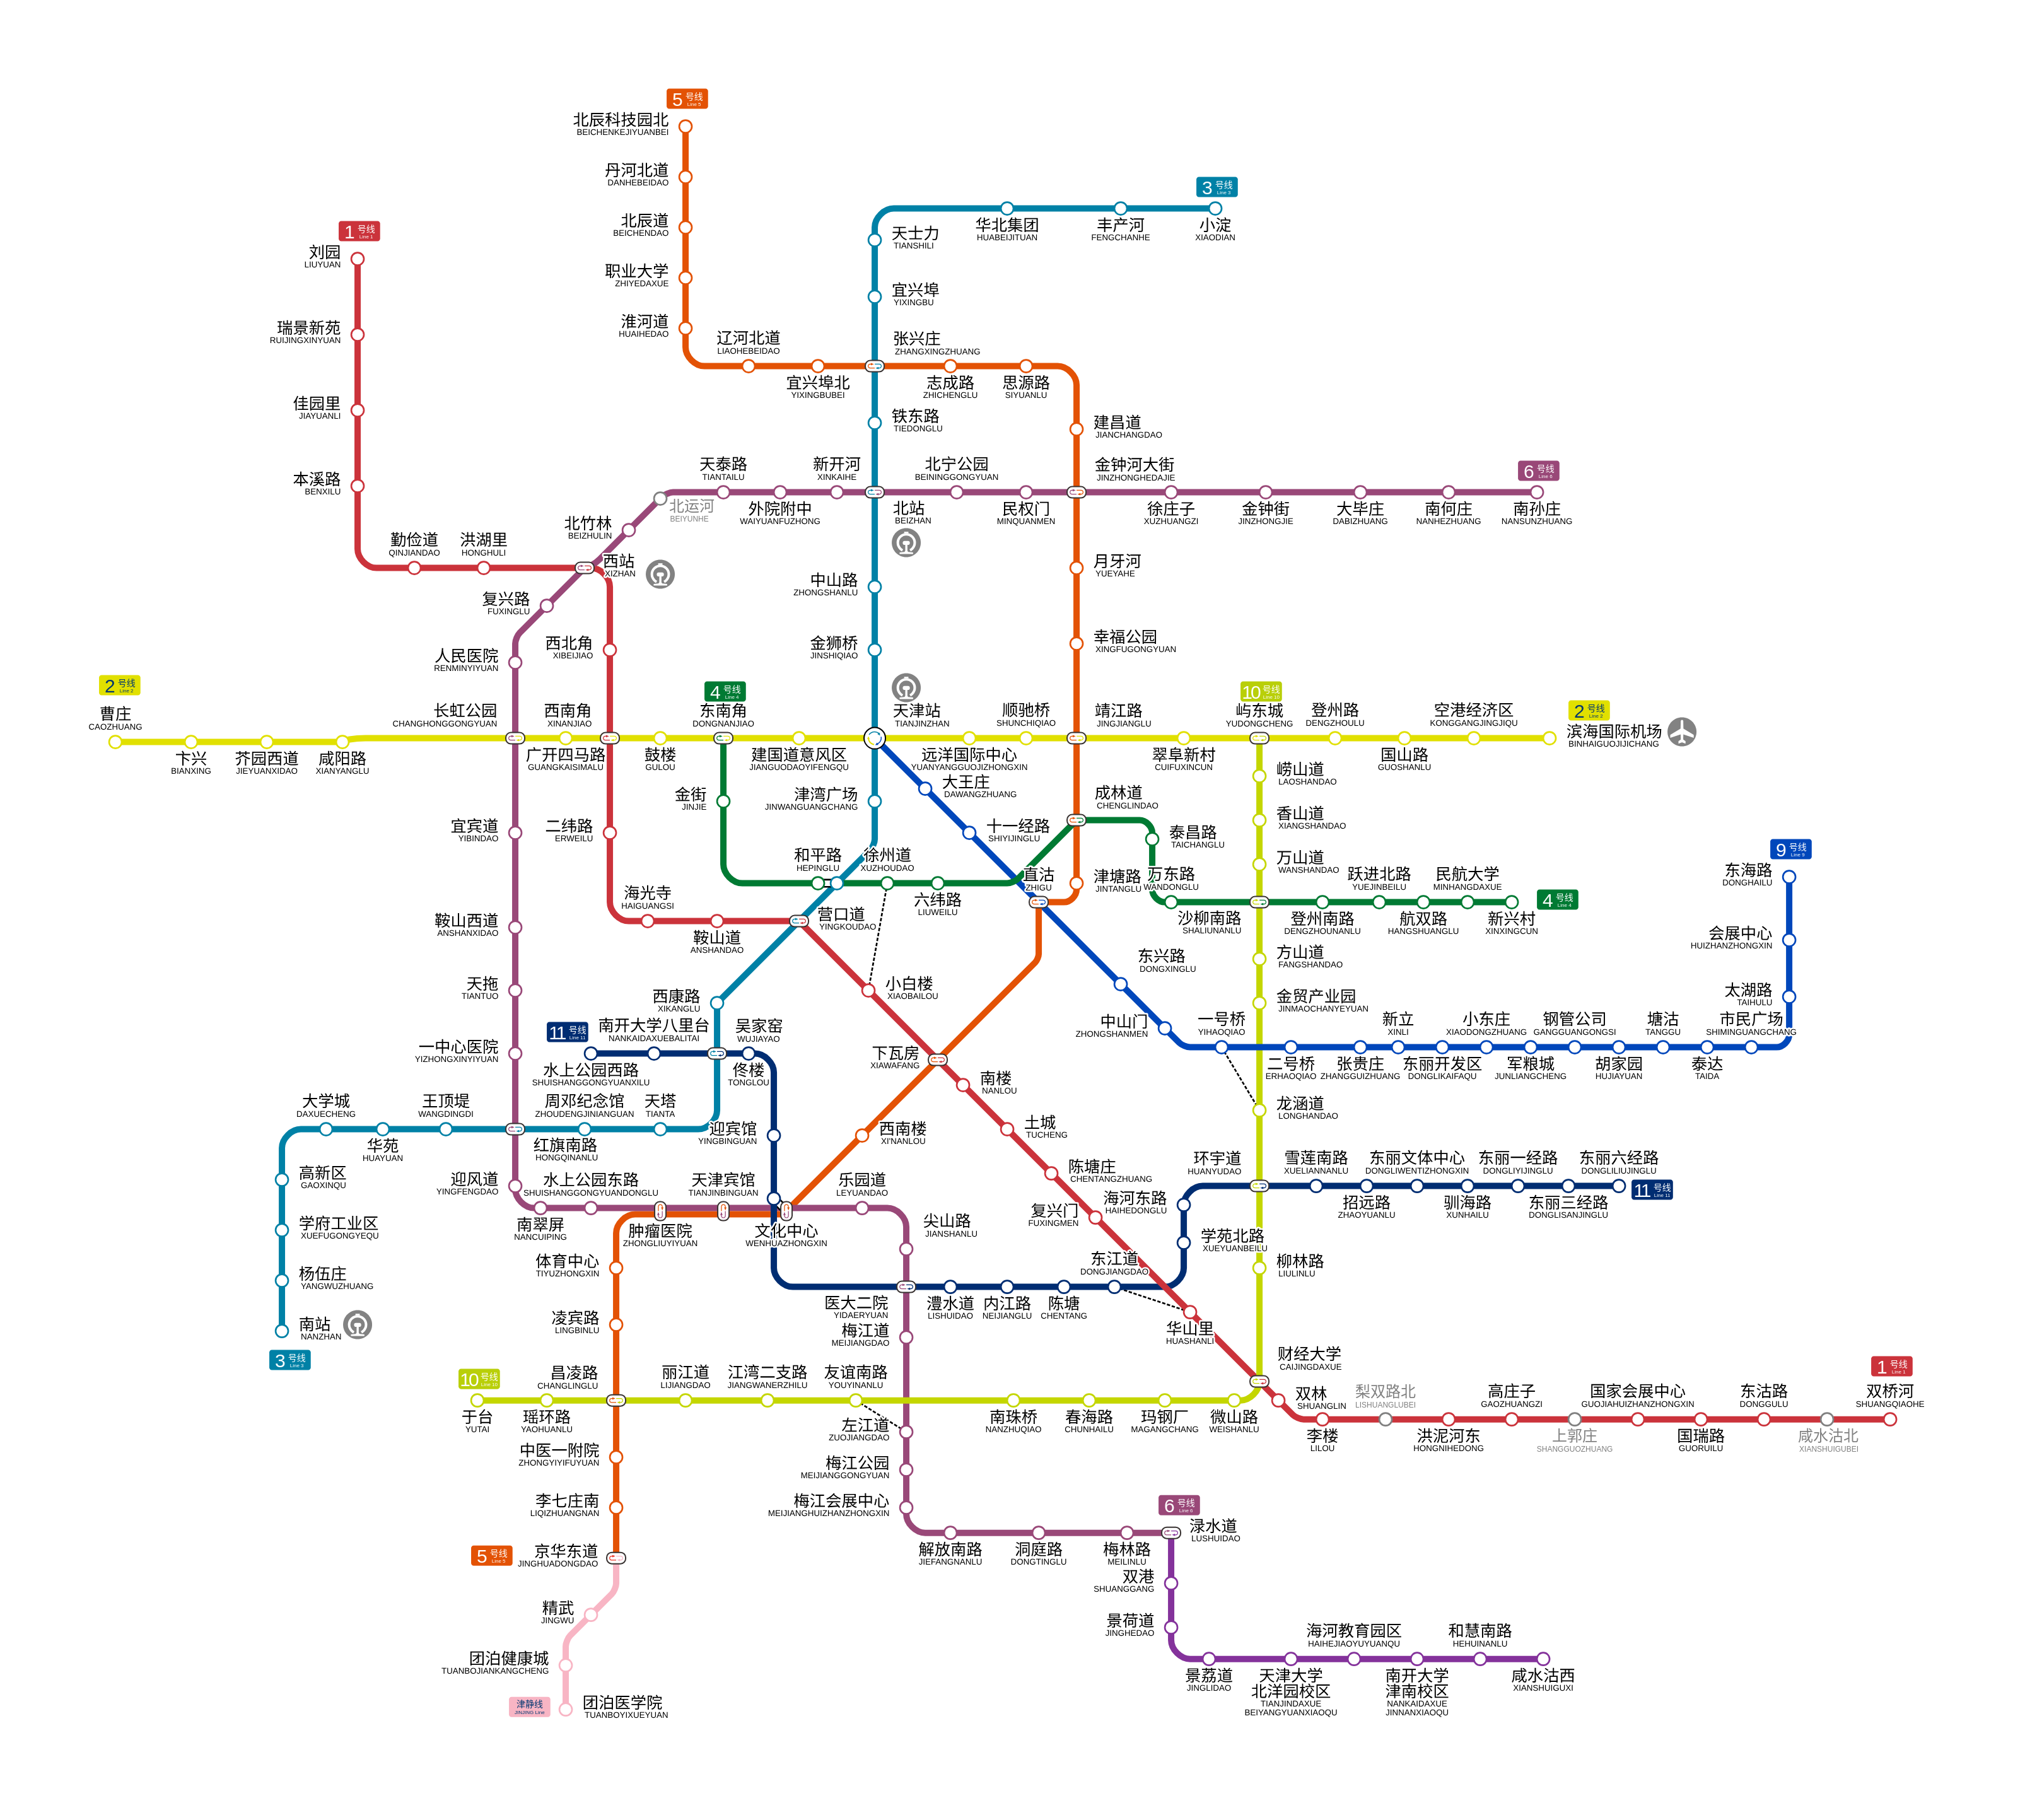 5 号线
Line 5
北辰科技园北
BEICHENKEJIYUANBEI
丹河北道
DANHEBEIDAO
北辰道
BEICHENDAO
职业大学
ZHIYEDAXUE
淮河道
HUAIHEDAO
辽河北道
LIAOHEBEIDAO
宜兴埠北
YIXINGBUBEI
张兴庄
ZHANGXINGZHUANG
志成路
ZHICHENGLU
思源路
SIYUANLU
建昌道
JIANCHANGDAO
3 号线
Line 3
小淀
XIAODIAN
丰产河
FENGCHANHE
华北集团
HUABEIJITUAN
天士力
TIANSHILI
宜兴埠
YIXINGBU
铁东路
TIEDONGLU
1 号线
Line 1
刘园
LIUYUAN
瑞景新苑
RUIJINGXINYUAN
佳园里
JIAYUANLI
本溪路
BENXILU
勤俭道
QINJIANDAO
洪湖里
HONGHULI
西站
XIZHAN
北竹林
BEIZHULIN
北运河
BEIYUNHE
天泰路
TIANTAILU
外院附中
WAIYUANFUZHONG
新开河
XINKAIHE
北站
BEIZHAN
北宁公园
BEININGGONGYUAN
民权门
MINQUANMEN
金钟河大街
JINZHONGHEDAJIE
徐庄子
XUZHUANGZI
金钟街
JINZHONGJIE
大毕庄
DABIZHUANG
南何庄
NANHEZHUANG
南孙庄
NANSUNZHUANG
6 号线
Line 6
复兴路
FUXINGLU
人民医院
RENMINYIYUAN
西北角
XIBEIJIAO
中山路
ZHONGSHANLU
金狮桥
JINSHIQIAO
月牙河
YUEYAHE
幸福公园
XINGFUGONGYUAN
2 号线
Line 2
曹庄
CAOZHUANG
卞兴
BIANXING
芥园西道
JIEYUANXIDAO
咸阳路
XIANYANGLU
长虹公园
CHANGHONGGONGYUAN
广开四马路
GUANGKAISIMALU
西南角
XINANJIAO
鼓楼
GULOU
4 号线
Line 4
东南角
DONGNANJIAO
建国道意风区
JIANGUODAOYIFENGQU
天津站
TIANJINZHAN
远洋国际中心
YUANYANGGUOJIZHONGXIN
顺驰桥
SHUNCHIQIAO
靖江路
JINGJIANGLU
翠阜新村
CUIFUXINCUN
10 号线
Line 10
屿东城
YUDONGCHENG
登州路
DENGZHOULU
国山路
GUOSHANLU
空港经济区
KONGGANGJINGJIQU
2 号线
Line 2
滨海国际机场
BINHAIGUOJICHANG
崂山道
LAOSHANDAO
香山道
XIANGSHANDAO
万山道
WANSHANDAO
宜宾道
YIBINDAO
二纬路
ERWEILU
金街
JINJIE
津湾广场
JINWANGUANGCHANG
大王庄
DAWANGZHUANG
十一经路
SHIYIJINGLU
成林道
CHENGLINDAO
泰昌路
TAICHANGLU
和平路
HEPINGLU
徐州道
XUZHOUDAO
六纬路
LIUWEILU
直沽
ZHIGU
津塘路
JINTANGLU
万东路
WANDONGLU
沙柳南路
SHALIUNANLU
登州南路
DENGZHOUNANLU
跃进北路
YUEJINBEILU
航双路
HANGSHUANGLU
民航大学
MINHANGDAXUE
新兴村
XINXINGCUN
4 号线
Line 4
9 号线
Line 9
东海路
DONGHAILU
会展中心
HUIZHANZHONGXIN
太湖路
TAIHULU
市民广场
SHIMINGUANGCHANG
海光寺
HAIGUANGSI
鞍山道
ANSHANDAO
营口道
YINGKOUDAO
小白楼
XIAOBAILOU
鞍山西道
ANSHANXIDAO
天拖
TIANTUO
一中心医院
YIZHONGXINYIYUAN
西康路
XIKANGLU
11 号线
Line 11
水上公园西路
SHUISHANGGONGYUANXILU
南开大学八里台
NANKAIDAXUEBALITAI
吴家窑
WUJIAYAO
佟楼
TONGLOU
下瓦房
XIAWAFANG
南楼
NANLOU
土城
TUCHENG
陈塘庄
CHENTANGZHUANG
复兴门
FUXINGMEN
东兴路
DONGXINGLU
中山门
ZHONGSHANMEN
一号桥
YIHAOQIAO
二号桥
ERHAOQIAO
张贵庄
ZHANGGUIZHUANG
新立
XINLI
东丽开发区
DONGLIKAIFAQU
小东庄
XIAODONGZHUANG
军粮城
JUNLIANGCHENG
钢管公司
GANGGUANGONGSI
胡家园
HUJIAYUAN
塘沽
TANGGU
泰达
TAIDA
方山道
FANGSHANDAO
金贸产业园
JINMAOCHANYEYUAN
龙涵道
LONGHANDAO
大学城
DAXUECHENG
华苑
HUAYUAN
王顶堤
WANGDINGDI
红旗南路
HONGQINANLU
周邓纪念馆
ZHOUDENGJINIANGUAN
天塔
TIANTA
迎宾馆
YINGBINGUAN
西南楼
XI'NANLOU
高新区
GAOXINQU
学府工业区
XUEFUGONGYEQU
杨伍庄
YANGWUZHUANG
南站
NANZHAN
3 号线
Line 3
迎风道
YINGFENGDAO
南翠屏
NANCUIPING
水上公园东路
SHUISHANGGONGYUANDONGLU
肿瘤医院
ZHONGLIUYIYUAN
天津宾馆
TIANJINBINGUAN
文化中心
WENHUAZHONGXIN
乐园道
LEYUANDAO
尖山路
JIANSHANLU
体育中心
TIYUZHONGXIN
凌宾路
LINGBINLU
医大二院
YIDAERYUAN
梅江道
MEIJIANGDAO
澧水道
LISHUIDAO
内江路
NEIJIANGLU
陈塘
CHENTANG
东江道
DONGJIANGDAO
海河东路
HAIHEDONGLU
学苑北路
XUEYUANBEILU
环宇道
HUANYUDAO
雪莲南路
XUELIANNANLU
招远路
ZHAOYUANLU
东丽文体中心
DONGLIWENTIZHONGXIN
驯海路
XUNHAILU
东丽一经路
DONGLIYIJINGLU
东丽三经路
DONGLISANJINGLU
东丽六经路
DONGLILIUJINGLU
11 号线
Line 11
柳林路
LIULINLU
华山里
HUASHANLI
财经大学
CAIJINGDAXUE
双林
SHUANGLIN
李楼
LILOU
梨双路北
LISHUANGLUBEI
洪泥河东
HONGNIHEDONG
高庄子
GAOZHUANGZI
上郭庄
SHANGGUOZHUANG
国家会展中心
GUOJIAHUIZHANZHONGXIN
国瑞路
GUORUILU
东沽路
DONGGULU
咸水沽北
XIANSHUIGUBEI
1 号线
Line 1
双桥河
SHUANGQIAOHE
10 号线
Line 10
于台
YUTAI
瑶环路
YAOHUANLU
昌凌路
CHANGLINGLU
丽江道
LIJIANGDAO
江湾二支路
JIANGWANERZHILU
友谊南路
YOUYINANLU
左江道
ZUOJIANGDAO
南珠桥
NANZHUQIAO
春海路
CHUNHAILU
玛钢厂
MAGANGCHANG
微山路
WEISHANLU
中医一附院
ZHONGYIYIFUYUAN
李七庄南
LIQIZHUANGNAN
5 号线
Line 5
京华东道
JINGHUADONGDAO
精武
JINGWU
团泊健康城
TUANBOJIANKANGCHENG
津静线
JINJING Line
团泊医学院
TUANBOYIXUEYUAN
梅江公园
MEIJIANGGONGYUAN
梅江会展中心
MEIJIANGHUIZHANZHONGXIN
解放南路
JIEFANGNANLU
洞庭路
DONGTINGLU
梅林路
MEILINLU
6 号线
Line 6
渌水道
LUSHUIDAO
双港
SHUANGGANG
景荷道
JINGHEDAO
景荔道
JINGLIDAO
天津大学
北洋园校区
TIANJINDAXUE
BEIYANGYUANXIAOQU
海河教育园区
HAIHEJIAOYUYUANQU
南开大学
津南校区
NANKAIDAXUE
JINNANXIAOQU
和慧南路
HEHUINANLU
咸水沽西
XIANSHUIGUXI